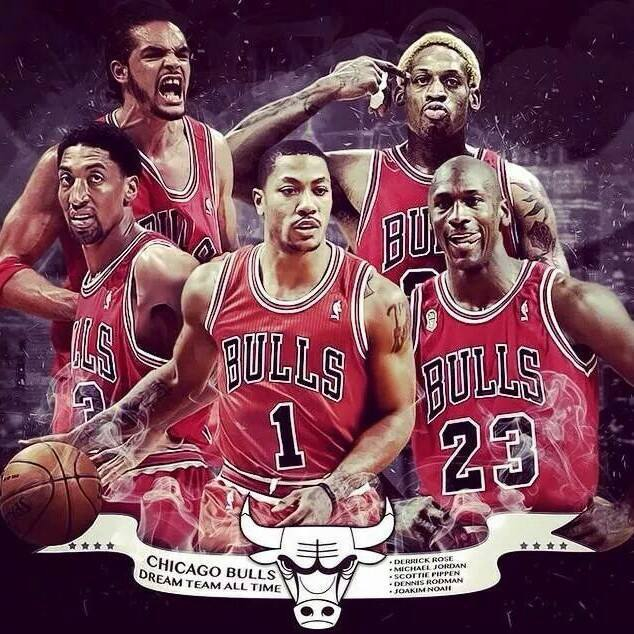 BULLS
BULLS
1
BULLS
23
CHICAGO BULLS
DREAM TEAM ALL TIME
• DERRICK ROSE
• MICHAEL JORDAN
• SCOTTIE PIPPEN
• DENNIS RODMAN
• JOAKIM NOAH